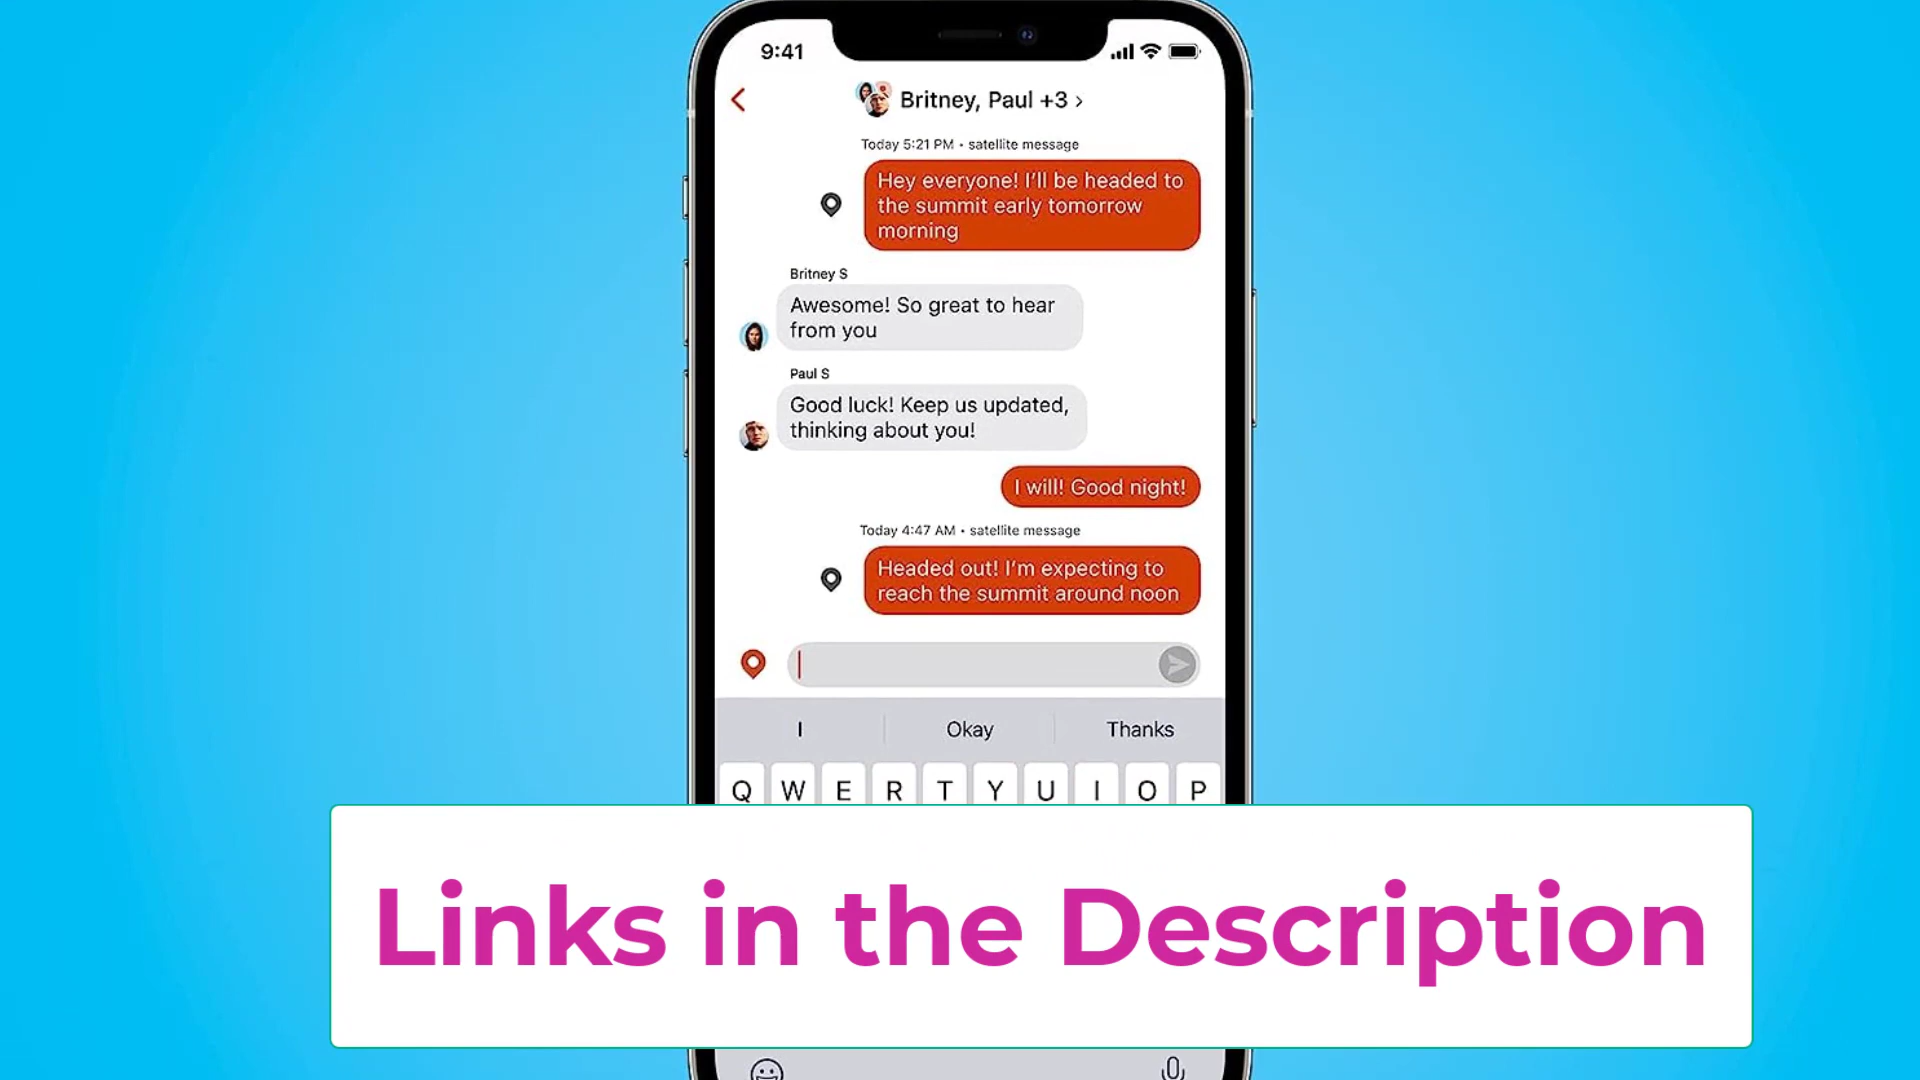 9:41
Britney, Paul +3 >
Today 5:21 PM • satellite message
Hey everyone! I'll be headed to
the summit early tomorrow
morning
Britney S
Awesome! So great to hear
from you
Paul S
Good luck! Keep us updated,
thinking about you!
I will! Good night!
Today 4:47 AM • satellite message
Headed out! I'm expecting to
reach the summit around noon
I Okay Thanks
Q W E R T Y U I O P
Links in the Description